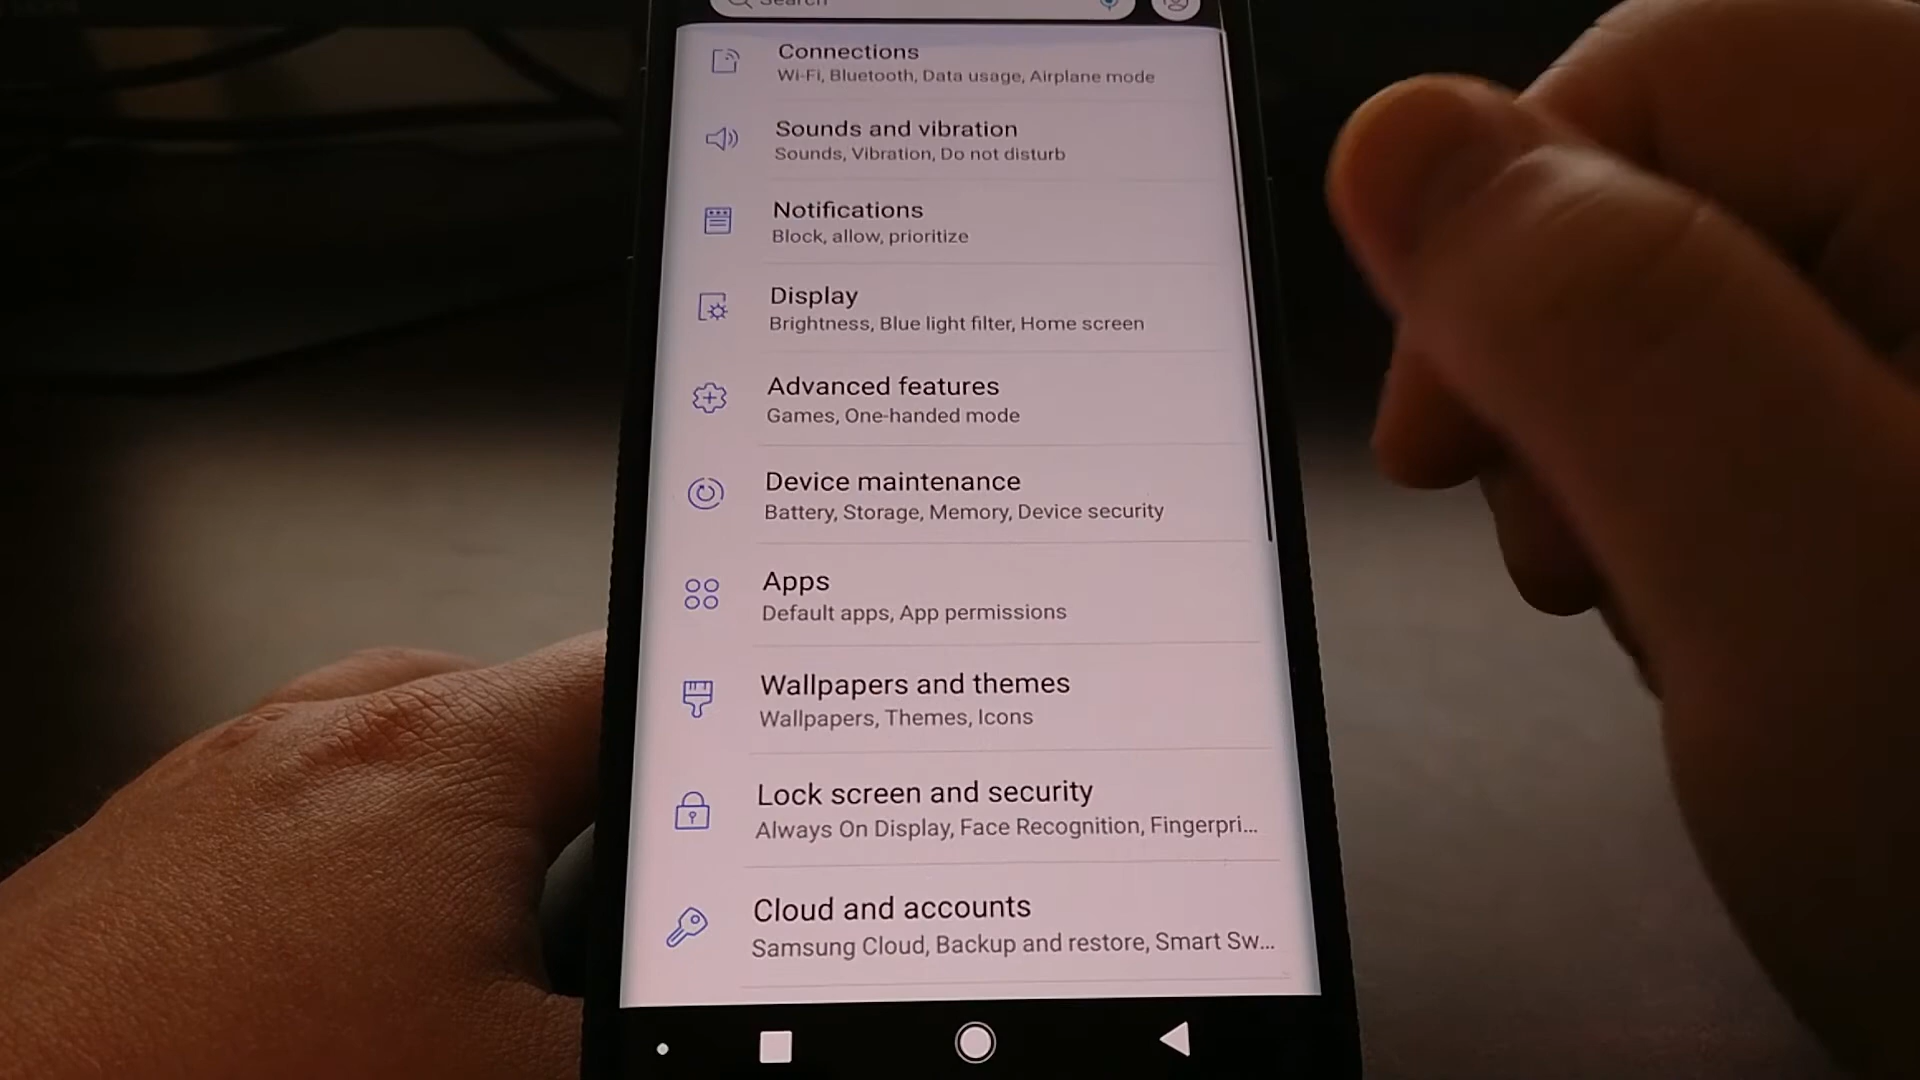 Search
Connections
Wi-Fi, Bluetooth, Data usage, Airplane mode
Sounds and vibration
Sounds, Vibration, Do not disturb
Notifications
Block, allow, prioritize
Display
Brightness, Blue light filter, Home screen
Advanced features
Games, One-handed mode
Device maintenance
Battery, Storage, Memory, Device security
Apps
Default apps, App permissions
Wallpapers and themes
Wallpapers, Themes, Icons
Lock screen and security
Always On Display, Face Recognition, Fingerpri...
Cloud and accounts
Samsung Cloud, Backup and restore, Smart Sw...